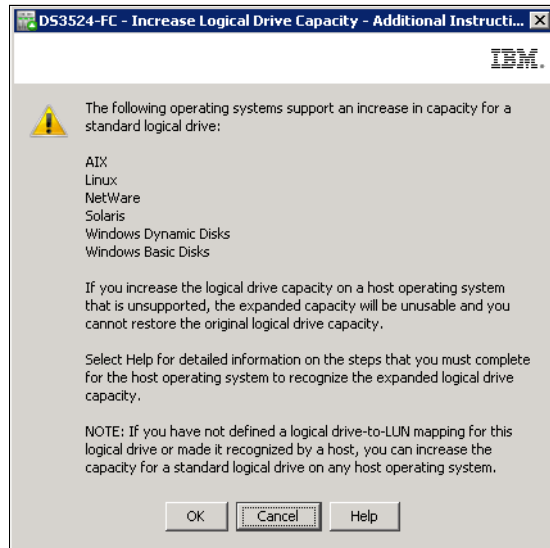 DS3524-FC - Increase Logical Drive Capacity - Additional Instructi...
IBM.
The following operating systems support an increase in capacity for a
standard logical drive:
AIX
Linux
NetWare
Solaris
Windows Dynamic Disks
Windows Basic Disks
If you increase the logical drive capacity on a host operating system
that is unsupported, the expanded capacity will be unusable and you
cannot restore the original logical drive capacity.
Select Help for detailed information on the steps that you must complete
for the host operating system to recognize the expanded logical drive
capacity.
NOTE: If you have not defined a logical drive-to-LUN mapping for this
logical drive or made it recognized by a host, you can increase the
capacity for a standard logical drive on any host operating system.
OK Cancel Help